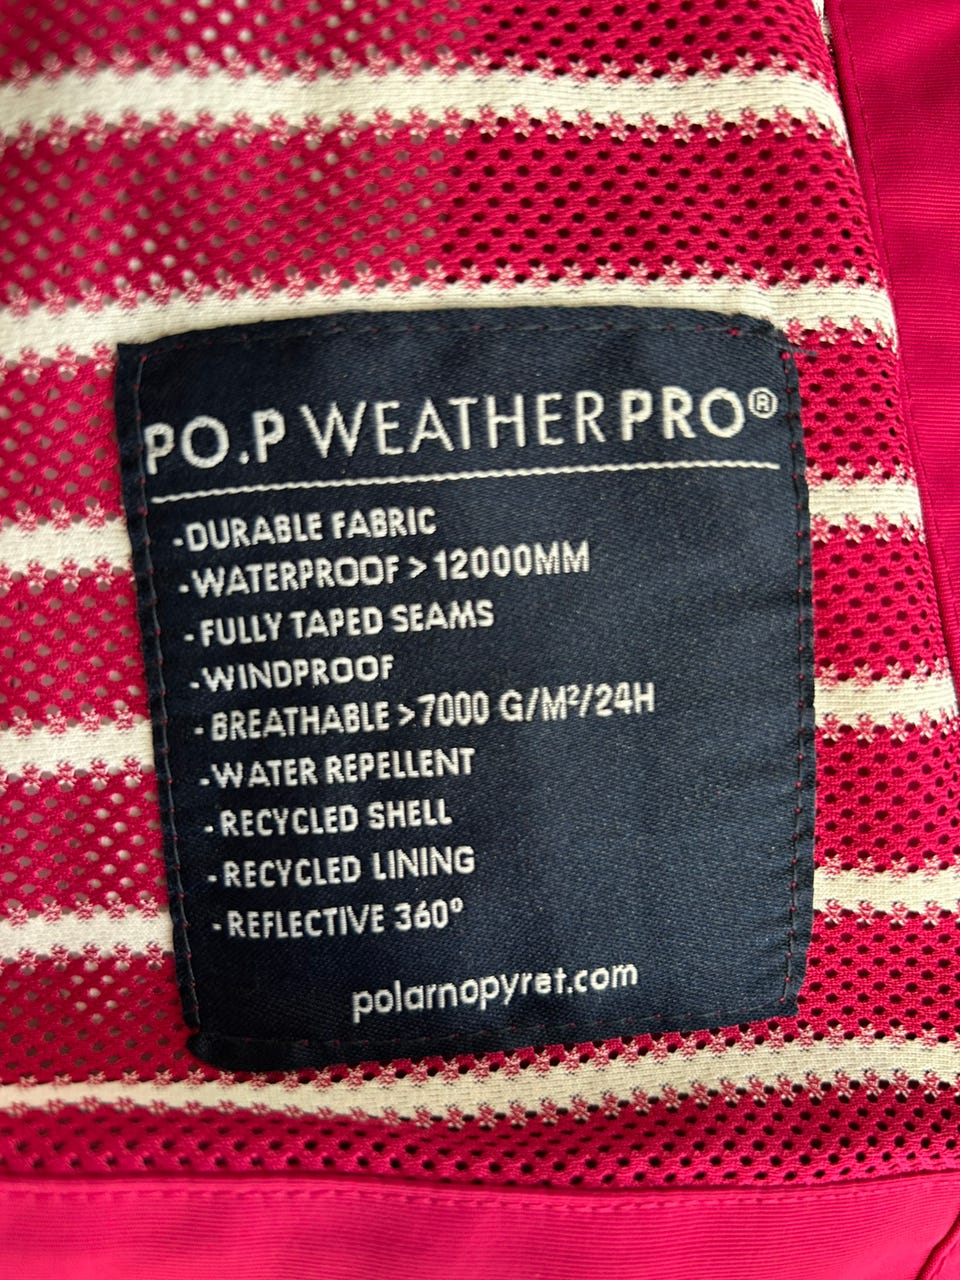 PO.P WEATHERPRO®
-DURABLE FABRIC
-WATERPROOF > 12000MM
- FULLY TAPED SEAMS
-WINDPROOF
- BREATHABLE >7000 G/M²/24H
-WATER REPELLENT
- RECYCLED SHELL
- RECYCLED LINING
-REFLECTIVE 360°
polarnopyret.com